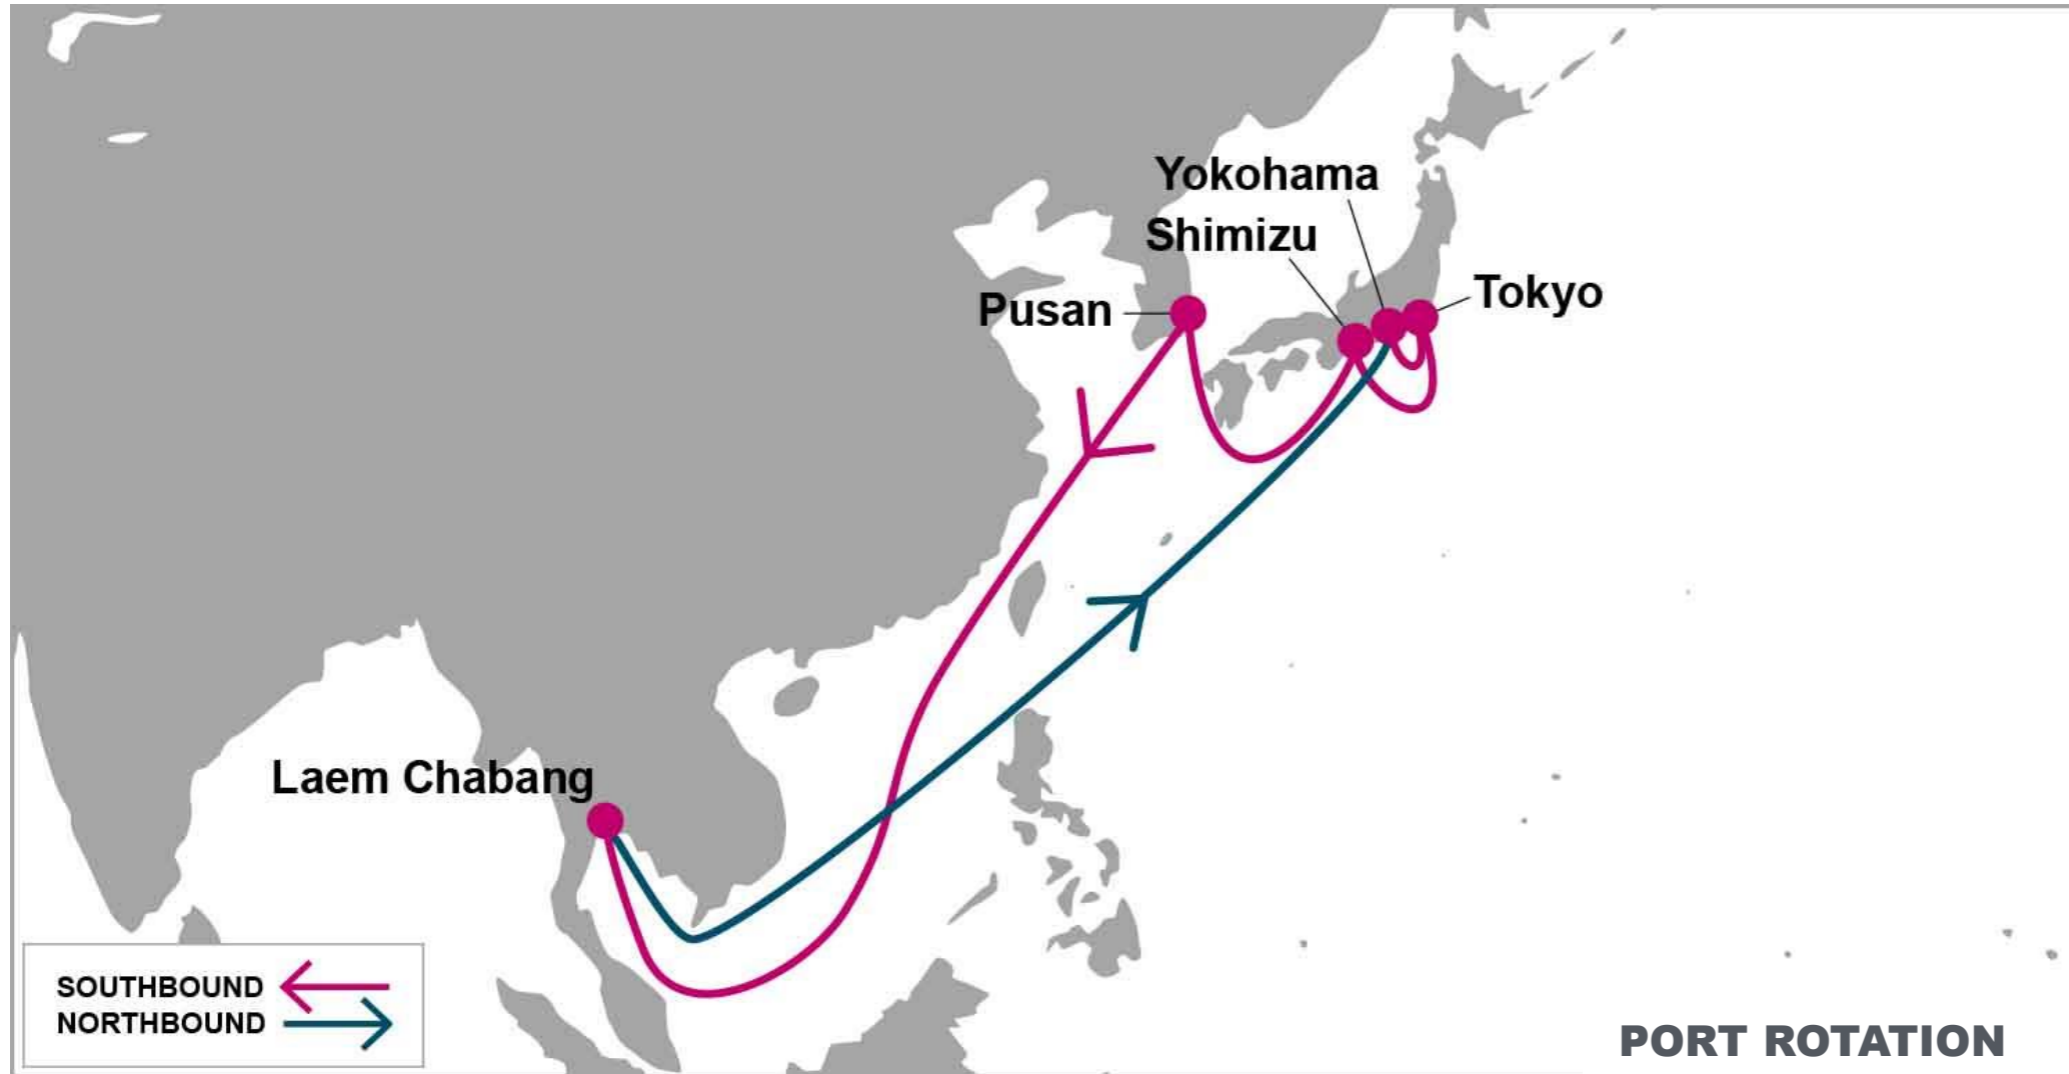 Yokohama
Shimizu
Tokyo
Pusan
Laem Chabang
SOUTHBOUND
NORTHBOUND
PORT ROTATION